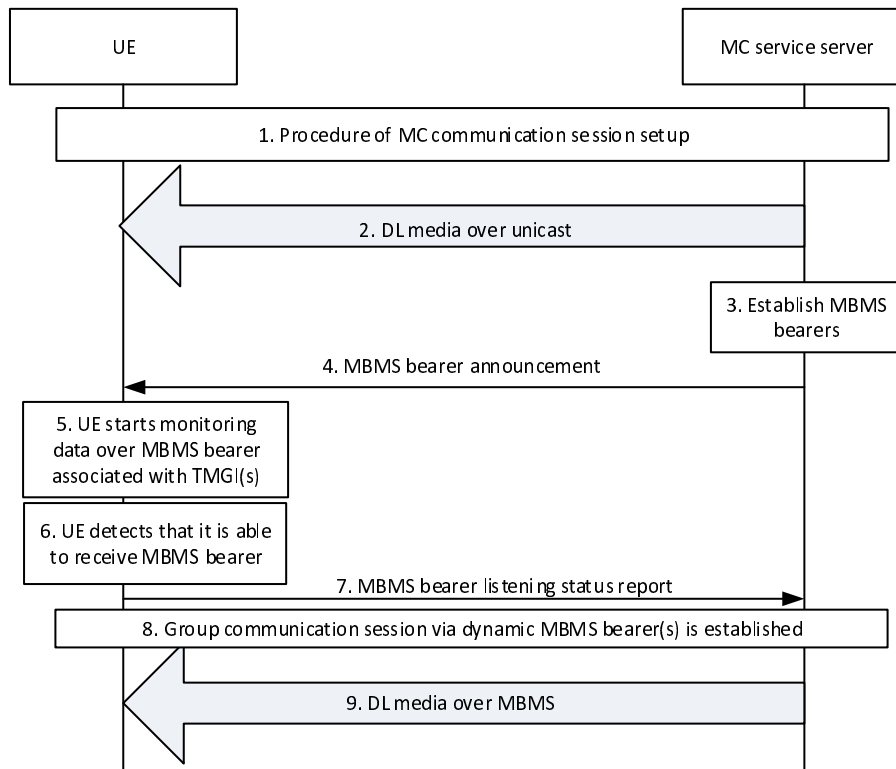 UE
MC service server
1. Procedure of MC communication session setup
2. DL media over unicast
3. Establish MBMS
bearers
4. MBMS bearer announcement
5. UE starts monitoring
data over MBMS bearer
associated with TMGI(s)
6. UE detects that it is able
to receive MBMS bearer
7. MBMS bearer listening status report
8. Group communication session via dynamic MBMS bearer(s) is established
9. DL media over MBMS